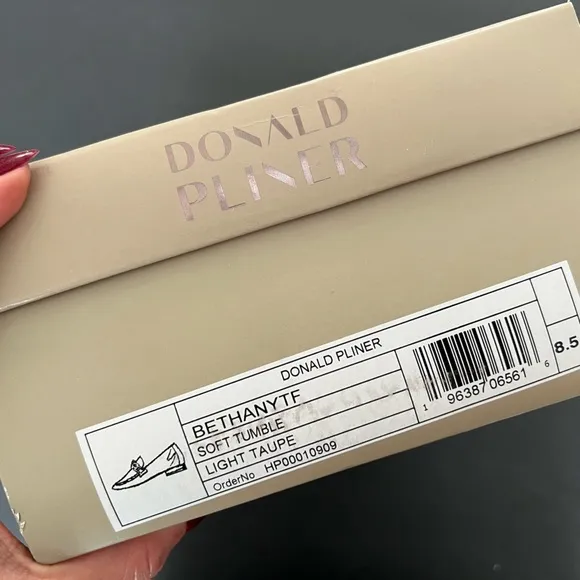 DONALD
PLINER
DONALD PLINER
BETHANYTF
SOFT TUMBLE
LIGHT TAUPE
OrderNo HP00010909
1 96387 06561 6
8.5